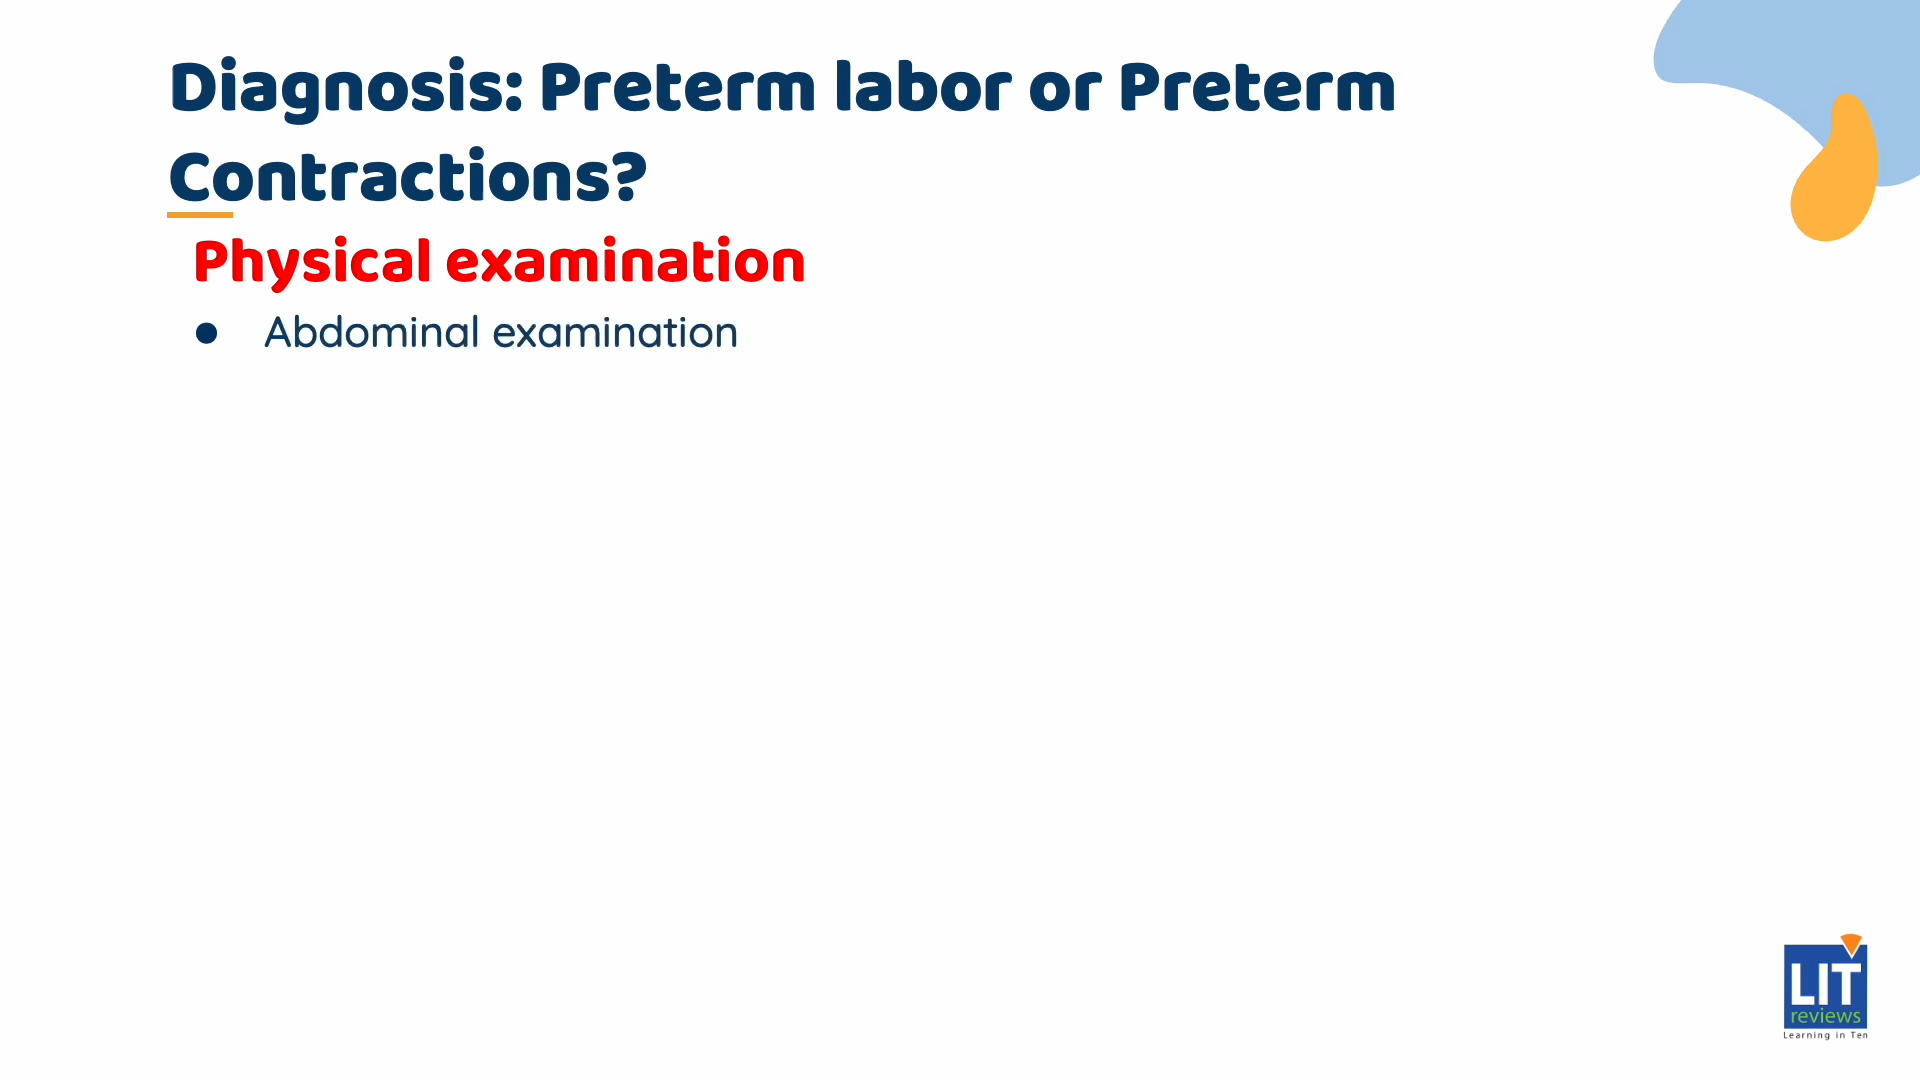 Diagnosis: Preterm labor or Preterm
Contractions?
Physical examination
● Abdominal examination
LIT
reviews
Learning in Ten